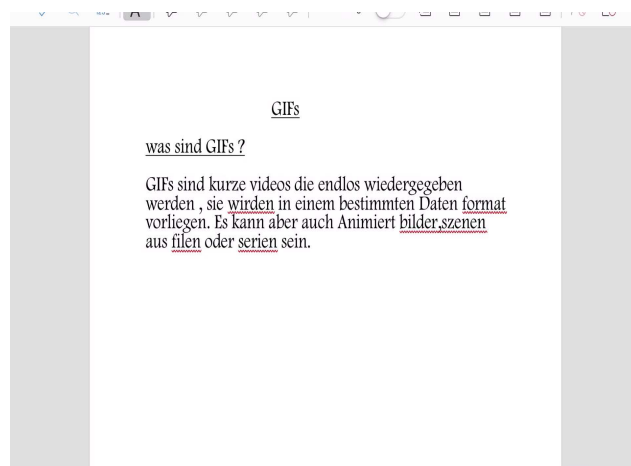 GIFs
was sind GIFs ?
GIFs sind kurze videos die endlos wiedergegeben
werden , sie wirden in einem bestimmten Daten format
vorliegen. Es kann aber auch Animiert bilder,szenen
aus filen oder serien sein.